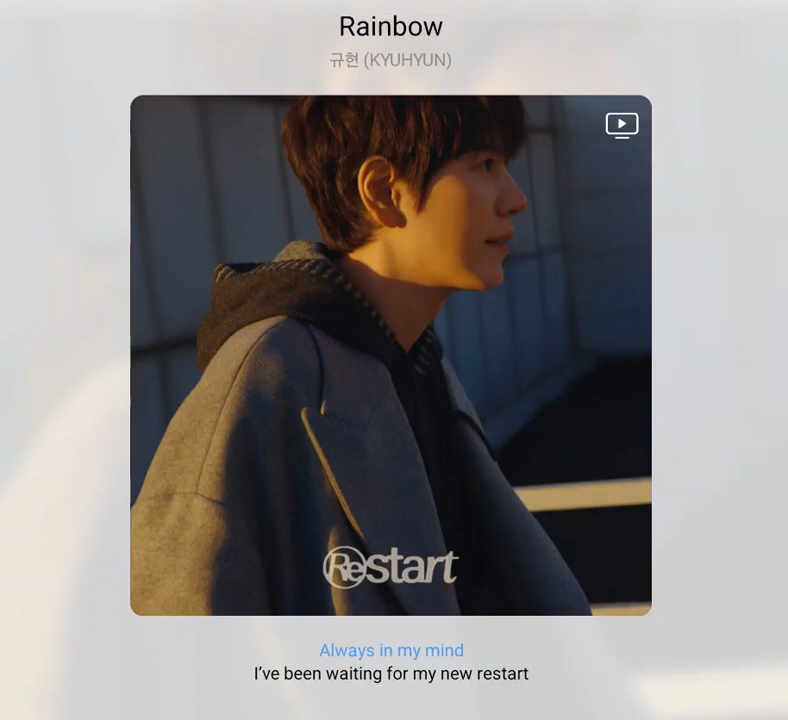 Rainbow
규현 (KYUHYUN)
Restart
Always in my mind
I’ve been waiting for my new restart